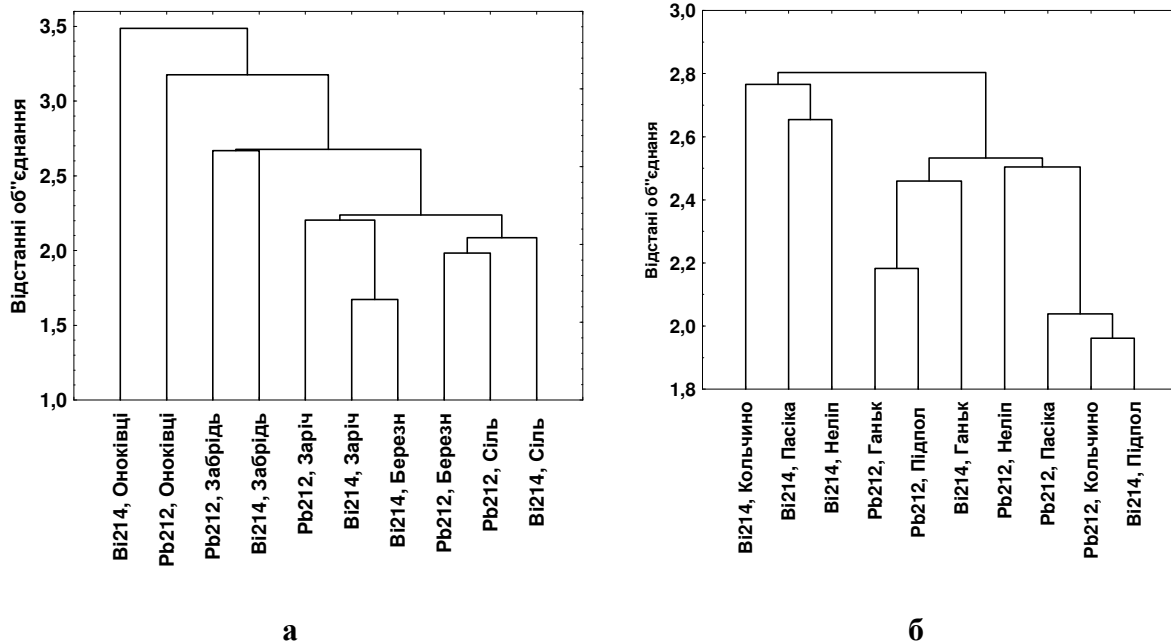 Відстанні об"єднання
3,5
3,0
2,5
2,0
1,5
1,0
Bi214, Оноківці
Pb212, Оноківці
Pb212, Забрідь
Bi214, Забрідь
Pb212, Заріч
Bi214, Заріч
Bi214, Березн
Pb212, Березн
Pb212, Сіль
Bi214, Сіль
а
Відстані об"єднаня
3,0
2,8
2,6
2,4
2,2
2,0
1,8
Bi214, Кольчино
Bi214, Пасіка
Bi214, Неліп
Pb212, Ганьк
Pb212, Підпол
Bi214, Ганьк
Pb212, Неліп
Pb212, Пасіка
Pb212, Кольчино
Bi214, Підпол
б